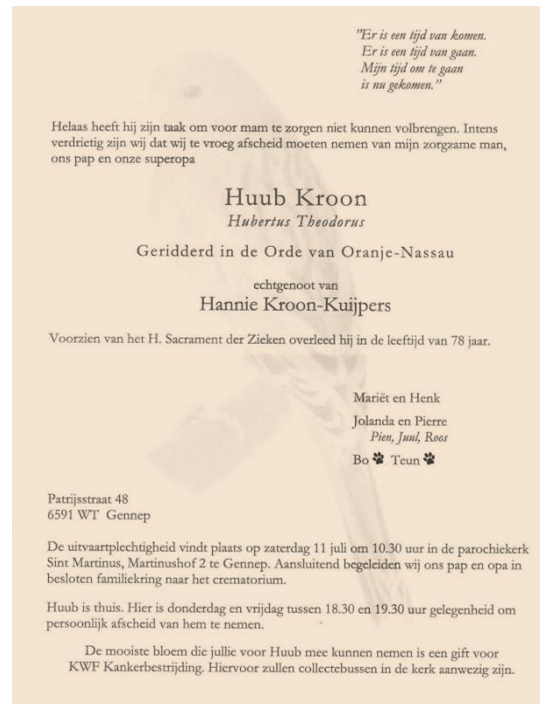 "Er is een tijd van komen.
Er is een tijd van gaan.
Mijn tijd om te gaan
is nu gekomen."
Helaas heeft hij zijn taak om voor mam te zorgen niet kunnen volbrengen. Intens
verdrietig zijn wij dat wij te vroeg afscheid moeten nemen van mijn zorgzame man,
ons pap en onze superopa
Huub Kroon
Hubertus Theodorus
Geridderd in de Orde van Oranje-Nassau
echtgenoot van
Hannie Kroon-Kuijpers
Voorzien van het H. Sacrament der Zieken overleed hij in de leeftijd van 78 jaar.
Mariët en Henk
Jolanda en Pierre
Pien, Juul, Roos
Bo Teun
Patrijsstraat 48
6591 WT Gennep
De uitvaartplechtigheid vindt plaats op zaterdag 11 juli om 10.30 uur in de parochiekerk
Sint Martinus, Martinushof 2 te Gennep. Aansluitend begeleiden wij ons pap en opa in
besloten familiekring naar het crematorium.
Huub is thuis. Hier is donderdag en vrijdag tussen 18.30 en 19.30 uur gelegenheid om
persoonlijk afscheid van hem te nemen.
De mooiste bloem die jullie voor Huub mee kunnen nemen is een gift voor
KWF Kankerbestrijding. Hiervoor zullen collectebussen in de kerk aanwezig zijn.